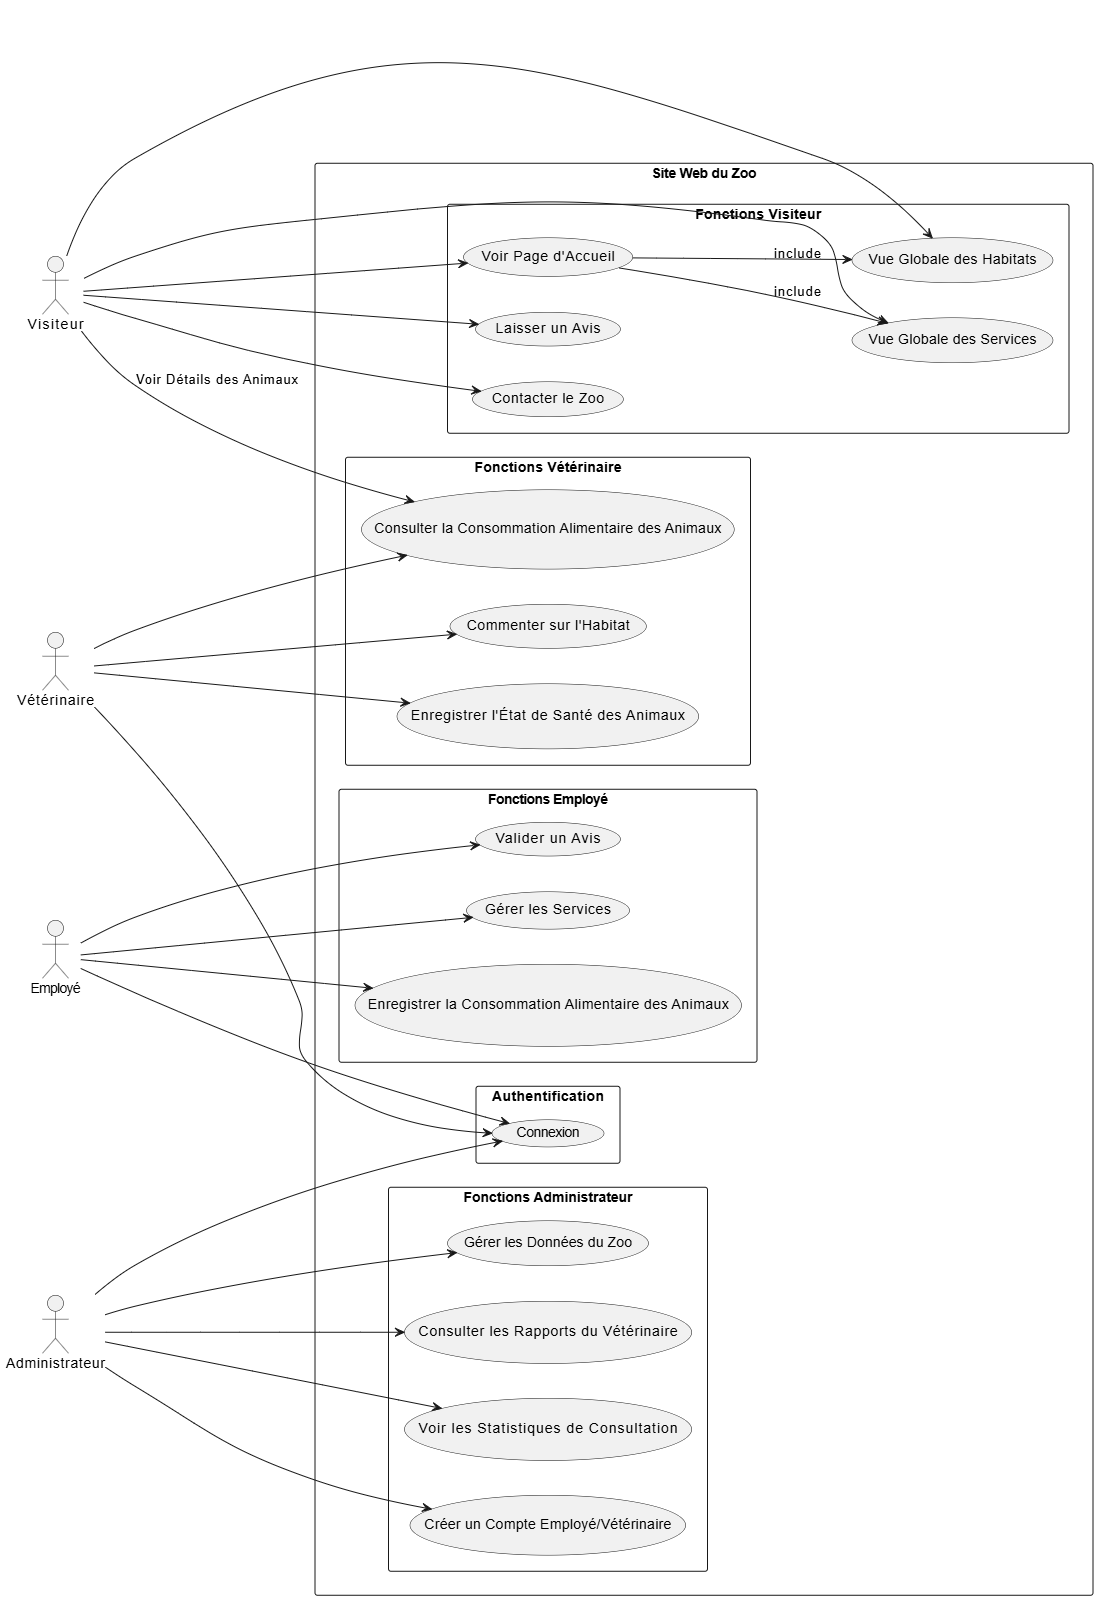 Site Web du Zoo
Fonctions Visiteur
Voir Page d'Accueil
include
Vue Globale des Habitats
include
Visiteur
Laisser un Avis
Vue Globale des Services
Voir Détails des Animaux
Contacter le Zoo
Fonctions Vétérinaire
Consulter la Consommation Alimentaire des Animaux
Commenter sur l'Habitat
Vétérinaire
Enregistrer l'État de Santé des Animaux
Fonctions Employé
Valider un Avis
Gérer les Services
Employé
Enregistrer la Consommation Alimentaire des Animaux
Authentification
Connexion
Fonctions Administrateur
Gérer les Données du Zoo
Consulter les Rapports du Vétérinaire
Administrateur
Voir les Statistiques de Consultation
Créer un Compte Employé/Vétérinaire